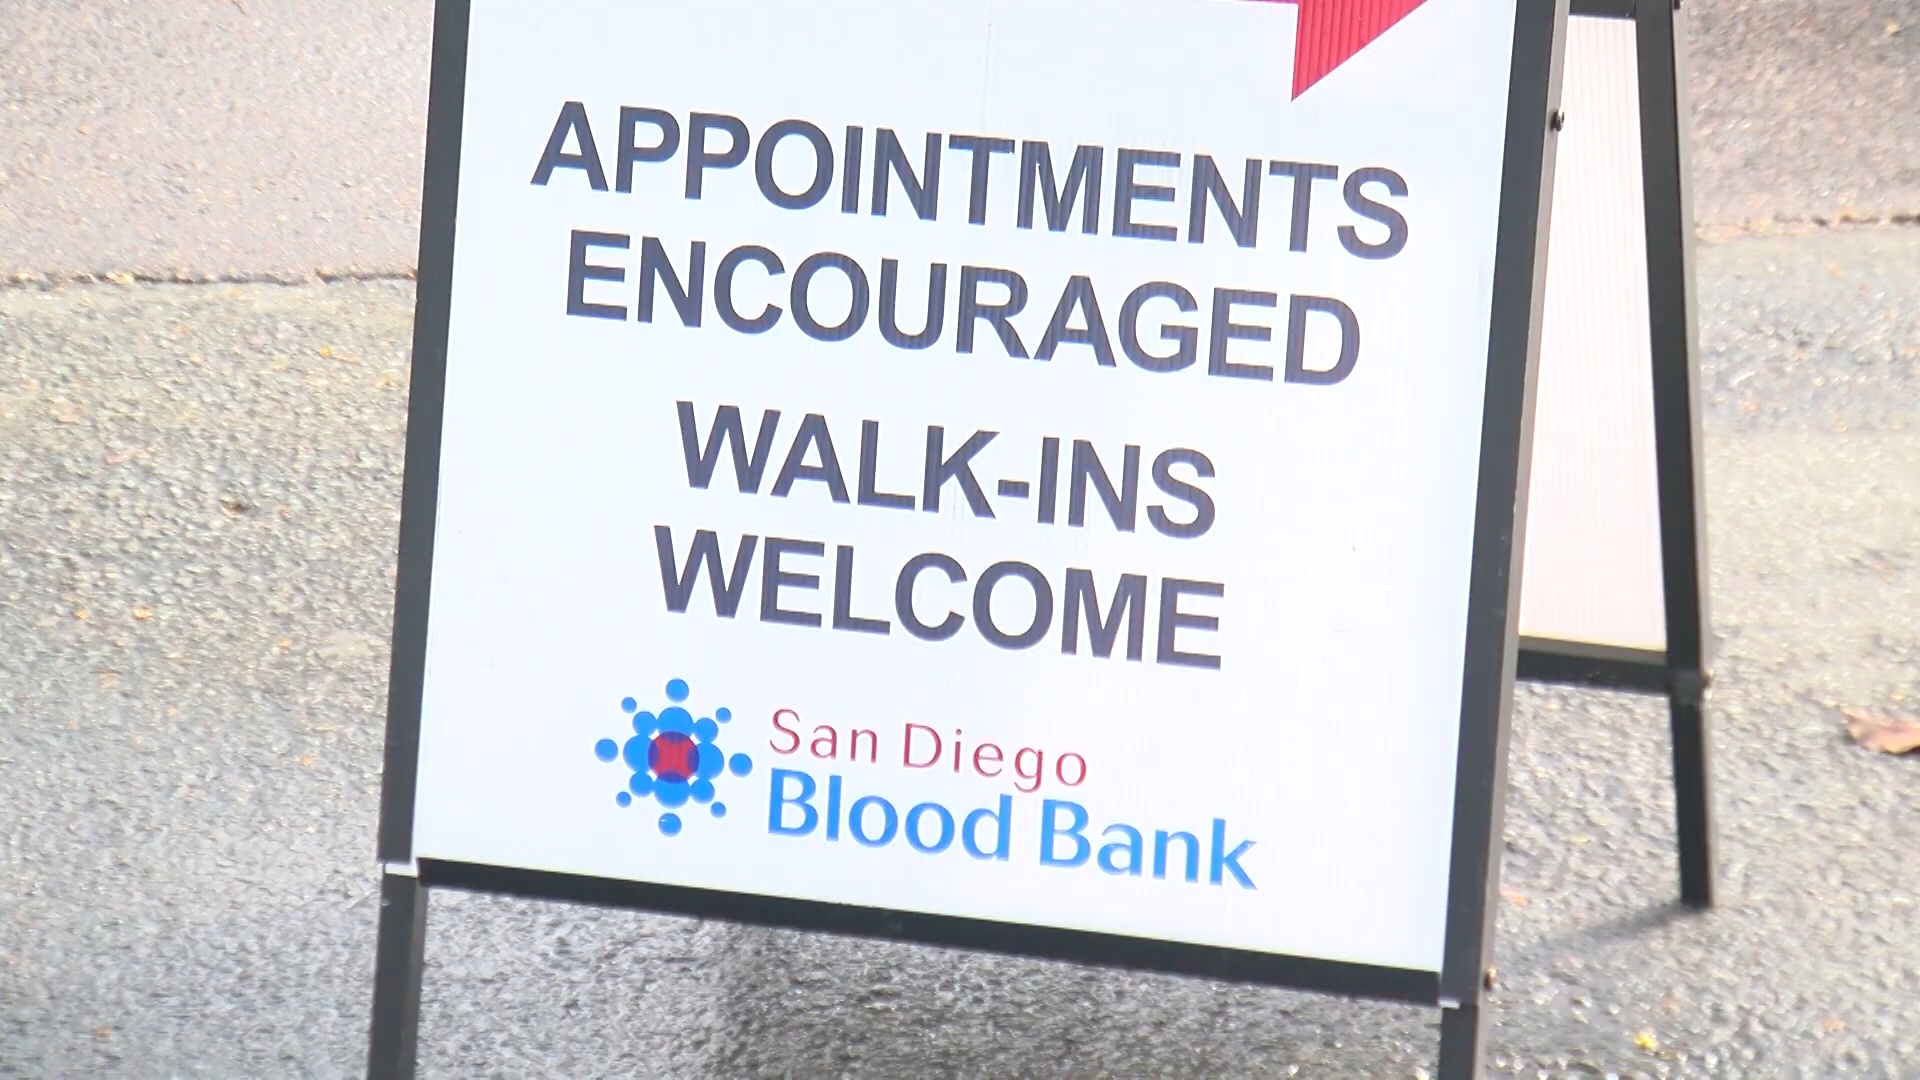 APPOINTMENTS
ENCOURAGED
WALK-INS
WELCOME
San Diego
Blood Bank